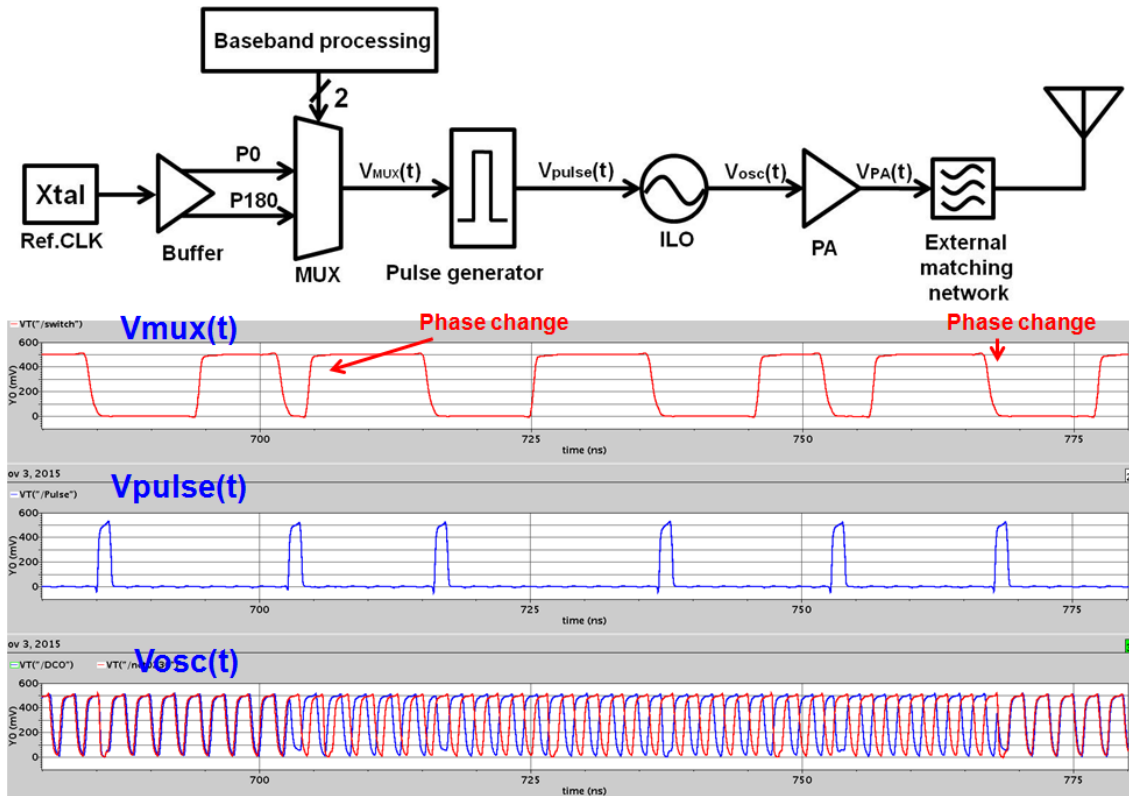 Baseband processing
2
P0
P180
VMUX(t)
Vpulse(t)
Vosc(t)
VPA(t)
Xtal
Ref.CLK
Buffer
MUX
Pulse generator
ILO
PA
External
matching
network
VT("/switch")
Vmux(t)
Phase change
Phase change
Y0 (mV)
600
400
200
0
700
725
750
775
time (ns)
ov 3, 2015
VT("/Pulse")
Vpulse(t)
Y0 (mV)
600
400
200
0
700
725
750
775
time (ns)
ov 3, 2015
VT("/DCO")
Vosc(t)
Y0 (mV)
600
400
200
0
700
725
750
775
time (ns)